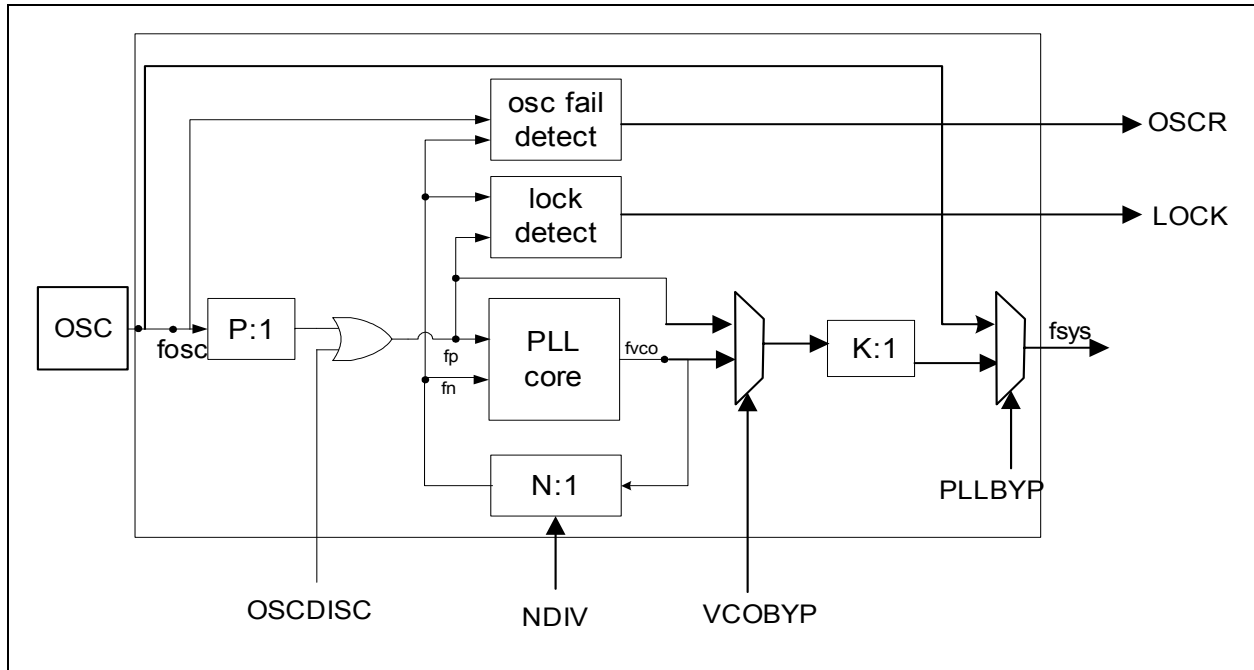 osc fail
detect
OSCR
lock
detect
LOCK
OSC
fosc
P:1
fp
fn
PLL
core
fvco
K:1
fsys
N:1
PLLBYP
OSCDISC
NDIV
VCOBYP